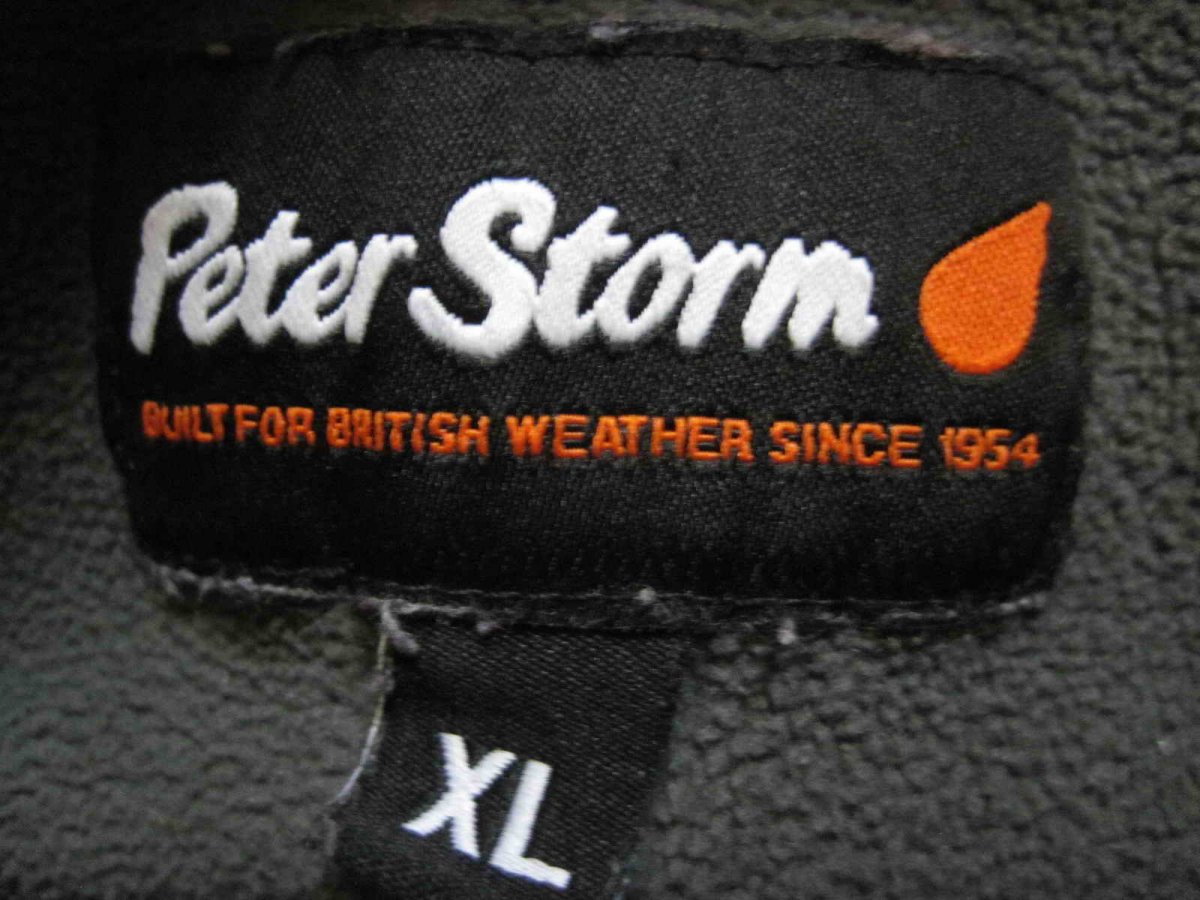 Peter Storm
BUILT FOR BRITISH WEATHER SINCE 1954
XL